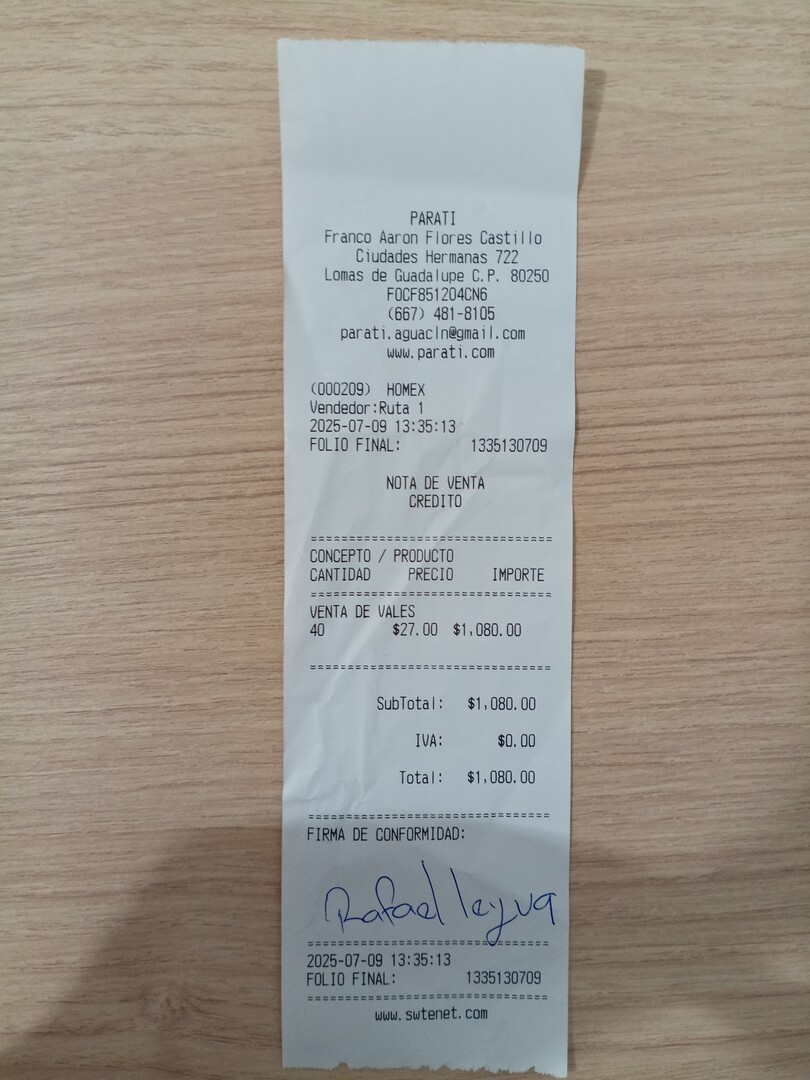 PARATI
Franco Aaron Flores Castillo
Ciudades Hermanas 722
Lomas de Guadalupe C.P. 80250
FOCF851204CN6
(667) 481-8105
parati.aguacln@gmail.com
www.parati.com
(000209) HOMEX
Vendedor:Ruta 1
2025-07-09 13:35:13
FOLIO FINAL: 1335130709
NOTA DE VENTA
CREDITO
================================
CONCEPTO / PRODUCTO
CANTIDAD PRECIO IMPORTE
================================
VENTA DE VALES
40 $27.00 $1,080.00
================================
SubTotal: $1,080.00
IVA: $0.00
Total: $1,080.00
================================
FIRMA DE CONFORMIDAD:
Rafael leyva
================================
2025-07-09 13:35:13
FOLIO FINAL: 1335130709
================================
www.swtenet.com